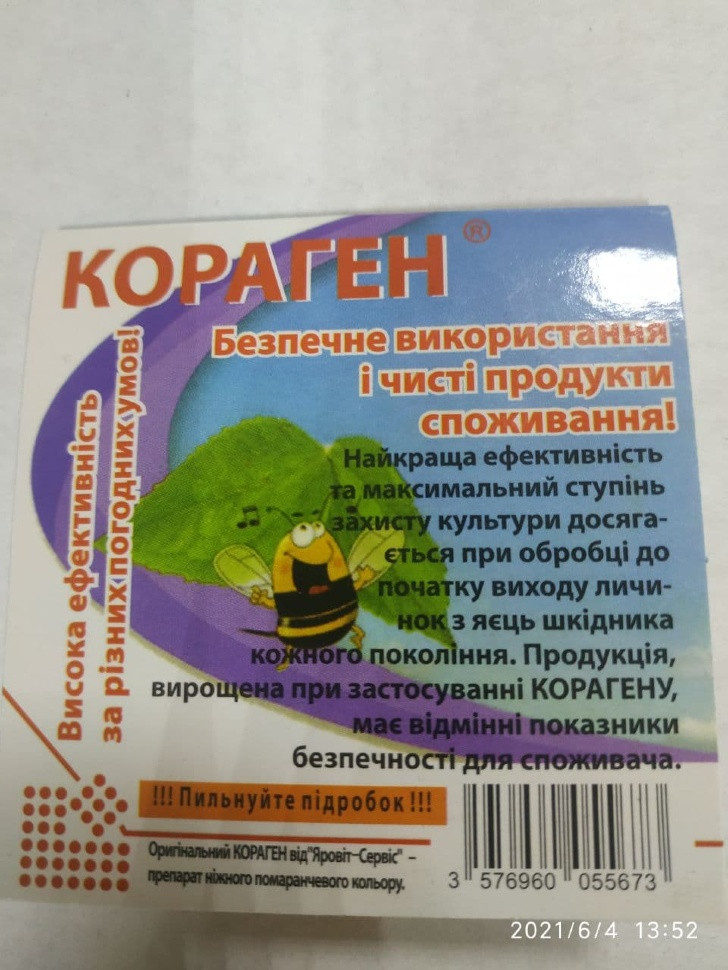 КОРАГЕН®
Безпечне використання
і чисті продукти
споживання!
Висока ефективність
за різних погодних умов!
Найкраща ефективність
та максимальний ступінь
захисту культури досяга-
ється при обробці до
початку виходу личи-
нок з яєць шкідника
кожного покоління. Продукція,
вирощена при застосуванні КОРАГЕНУ,
має відмінні показники
безпечності для споживача.
!!! Пильнуйте підробок !!!
Оригінальний КОРАГЕН від "Яровіт-Сервіс" –
препарат ніжного помаранчевого кольору.
3 576960 055673
2021/6/4 13:52